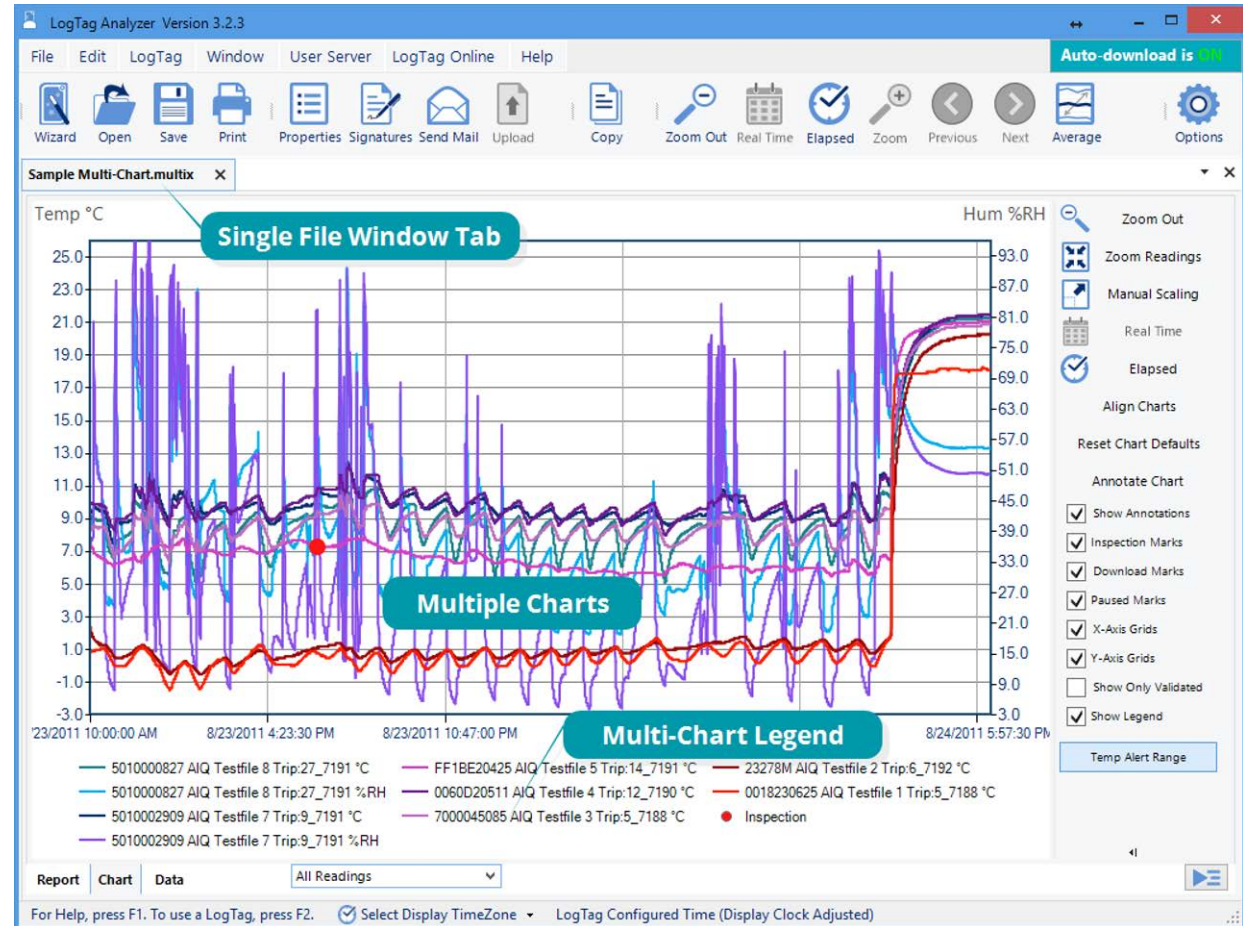 LogTag Analyzer Version 3.2.3
File Edit LogTag Window User Server LogTag Online Help
Auto-download is ON
Wizard Open Save Print Properties Signatures Send Mail Upload Copy Zoom Out Real Time Elapsed Zoom Previous Next Average Options
Sample Multi-Chart.multix
Temp °C
Hum %RH
Single File Window Tab
25.0
23.0
21.0
19.0
17.0
15.0
13.0
11.0
9.0
7.0
5.0
3.0
1.0
-1.0
-3.0
93.0
87.0
81.0
75.0
69.0
63.0
57.0
51.0
45.0
39.0
33.0
27.0
21.0
15.0
9.0
3.0
Multiple Charts
Multi-Chart Legend
'23/2011 10:00:00 AM 8/23/2011 4:23:30 PM 8/23/2011 10:47:00 PM 8/24/2011 5:57:30 PM
5010000827 AIQ Testfile 8 Trip:27_7191 °C
5010000827 AIQ Testfile 8 Trip:27_7191 %RH
5010002909 AIQ Testfile 7 Trip:9_7191 °C
5010002909 AIQ Testfile 7 Trip:9_7191 %RH
FF1BE20425 AIQ Testfile 5 Trip:14_7191 °C
0060D20511 AIQ Testfile 4 Trip:12_7190 °C
7000045085 AIQ Testfile 3 Trip:5_7188 °C
23278M AIQ Testfile 2 Trip:6_7192 °C
0018230625 AIQ Testfile 1 Trip:5_7188 °C
Inspection
Zoom Out
Zoom Readings
Manual Scaling
Real Time
Elapsed
Align Charts
Reset Chart Defaults
Annotate Chart
Show Annotations
Inspection Marks
Download Marks
Paused Marks
X-Axis Grids
Y-Axis Grids
Show Only Validated
Show Legend
Temp Alert Range
Report Chart Data
All Readings
For Help, press F1. To use a LogTag, press F2. Select Display TimeZone LogTag Configured Time (Display Clock Adjusted)